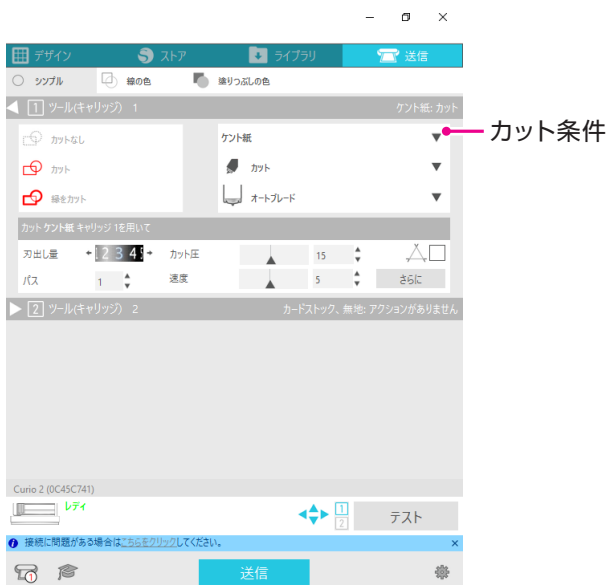 デザイン ストア ライブラリ 送信
シンプル 線の色 塗りつぶしの色
1 ツール(キャリッジ) 1 ケント紙: カット
カットなし ケント紙
カット カット
縁をカット オートブレード
カット条件
カット ケント紙 キャリッジ 1を用いて
刃出し量 1 2 3 4 5 カット圧 15
パス 1 速度 5 さらに
2 ツール(キャリッジ) 2 カードストック、無地: アクションがありません
Curio 2 (0C45C741)
レディ
1
2
テスト
接続に問題がある場合はこちらをクリックしてください。 ×
1 送信